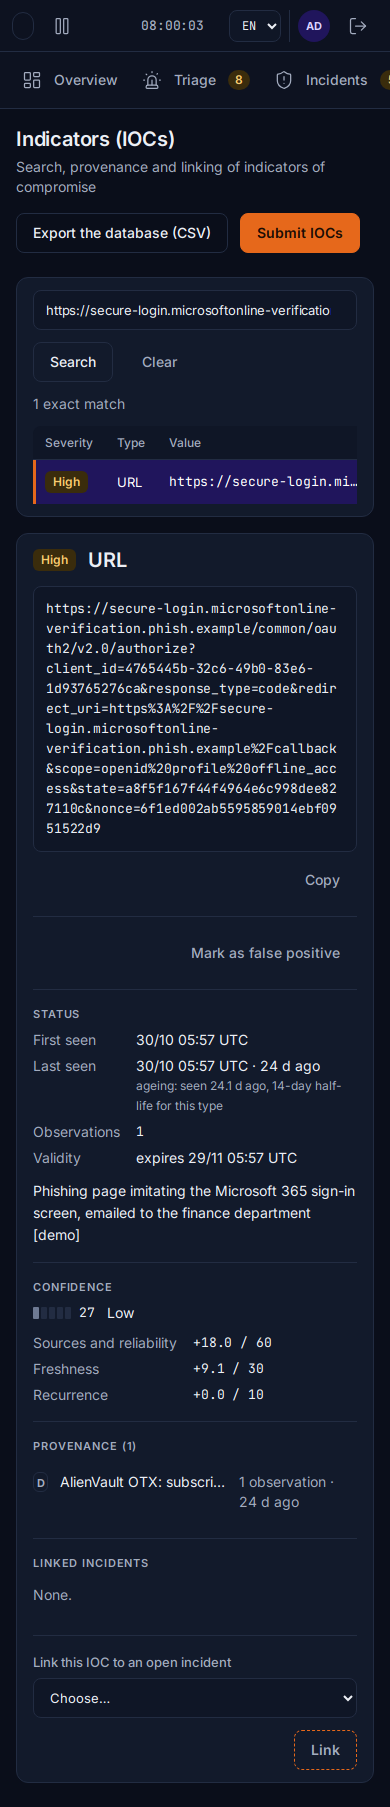 08:00:03 EN AD
Overview Triage 8 Incidents
Indicators (IOCs)
Search, provenance and linking of indicators of
compromise
Export the database (CSV) Submit IOCs
https://secure-login.microsoftonline-verificatio
Search Clear
1 exact match
Severity Type Value
High URL https://secure-login.mi…
High URL
https://secure-login.microsoftonline-
verification.phish.example/common/oau
th2/v2.0/authorize?
client_id=4765445b-32c6-49b0-83e6-
1d93765276ca&response_type=code&redir
ect_uri=https%3A%2F%2Fsecure-
login.microsoftonline-
verification.phish.example%2Fcallback
&scope=openid%20profile%20offline_acc
ess&state=a8f5f167f44f4964e6c998dee82
7110c&nonce=6f1ed002ab5595859014ebf09
51522d9
Copy
Mark as false positive
STATUS
First seen 30/10 05:57 UTC
Last seen 30/10 05:57 UTC · 24 d ago
ageing: seen 24.1 d ago, 14-day half-
life for this type
Observations 1
Validity expires 29/11 05:57 UTC
Phishing page imitating the Microsoft 365 sign-in
screen, emailed to the finance department
[demo]
CONFIDENCE
27 Low
Sources and reliability +18.0 / 60
Freshness +9.1 / 30
Recurrence +0.0 / 10
PROVENANCE (1)
D AlienVault OTX: subscri… 1 observation ·
24 d ago
LINKED INCIDENTS
None.
Link this IOC to an open incident
Choose…
Link